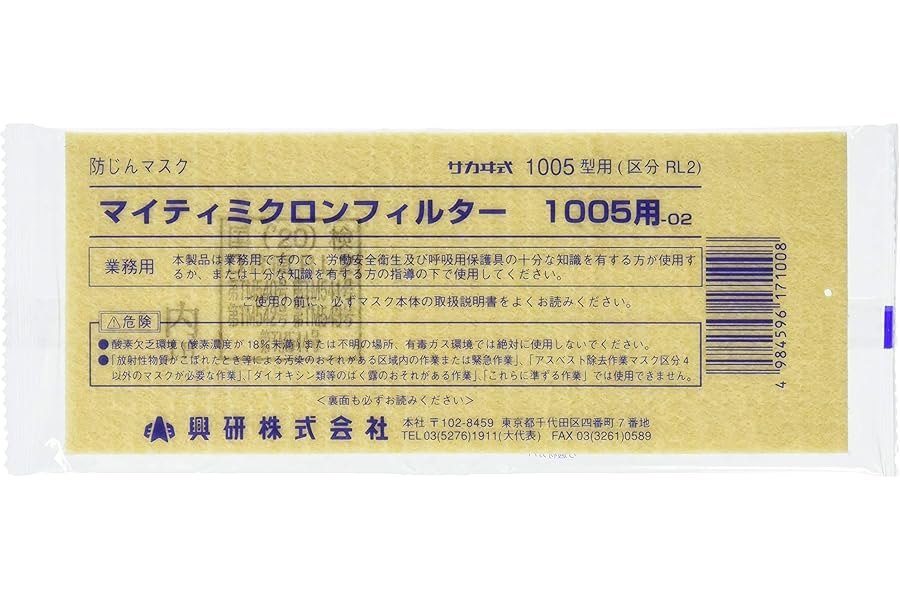 防じんマスク サカヰ式 1005型用(区分 RL2)
マイティミクロンフィルター 1005用-02
業務用 本製品は業務用ですので、労働安全衛生及び呼吸用保護具の十分な知識を有する方が使用す
るか、または十分な知識を有する方の指導の下で使用してください。
ご使用の前に、必ずマスク本体の取扱説明書をよくお読みください。
⚠危険
●酸素欠乏環境(酸素濃度が18%未満)または不明の場所、有毒ガス環境では絶対に使用しないでください。
●「放射性物質がこぼれたとき等による汚染のおそれがある区域内の作業または緊急作業」、「アスベスト除去作業マスク区分4
以外のマスクが必要な作業」、「ダイオキシン類等のばく露のおそれがある作業」、「これらに準ずる作業」では使用できません。
<裏面も必ずお読みください>
興研株式会社 本社 〒102-8459 東京都千代田区四番町7番地
TEL03(5276)1911(大代表) FAX 03(3261)0589
4 984596 171008
国(20)検
内